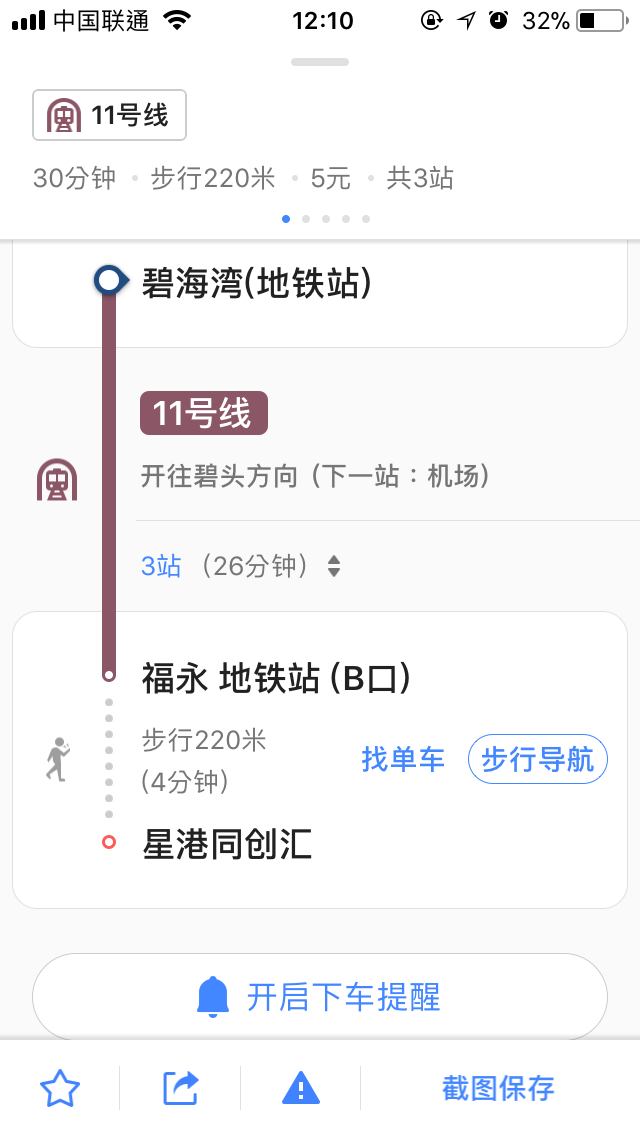 中国联通 12:10 32%
11号线
30分钟 • 步行220米 • 5元 • 共3站
碧海湾(地铁站)
11号线
开往碧头方向 (下一站：机场)
3站 (26分钟)
福永 地铁站 (B口)
步行220米
(4分钟)
找单车 步行导航
星港同创汇
开启下车提醒
截图保存